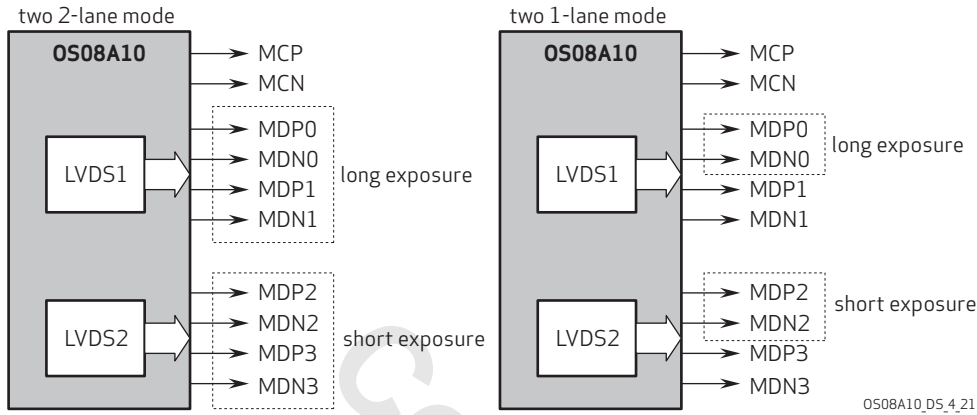 two 2-lane mode
OS08A10
MCP
MCN
MDP0
MDN0
LVDS1
long exposure
MDP1
MDN1
MDP2
MDN2
LVDS2
short exposure
MDP3
MDN3
two 1-lane mode
OS08A10
MCP
MCN
MDP0
long exposure
MDN0
LVDS1
MDP1
MDN1
MDP2
short exposure
MDN2
LVDS2
MDP3
MDN3
OS08A10_DS_4_21